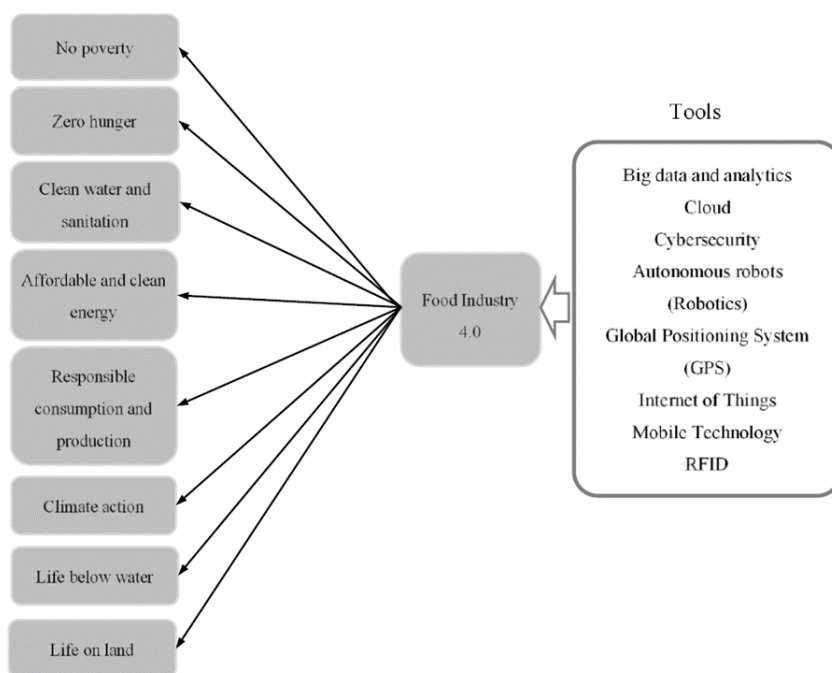 No poverty
Zero hunger
Clean water and
sanitation
Affordable and clean
energy
Responsible
consumption and
production
Climate action
Life below water
Life on land
Food Industry
4.0
Tools
Big data and analytics
Cloud
Cybersecurity
Autonomous robots
(Robotics)
Global Positioning System
(GPS)
Internet of Things
Mobile Technology
RFID